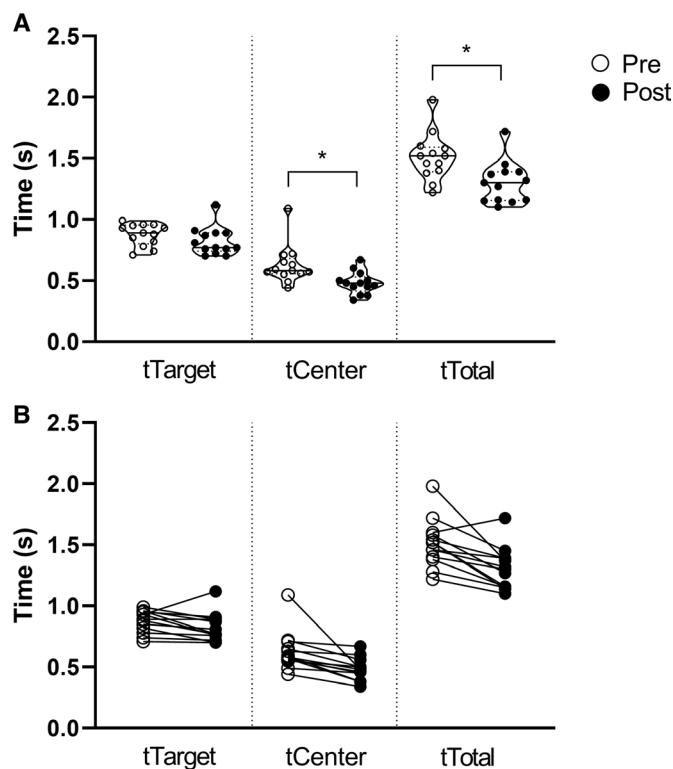 A
Time (s)
2.5
2.0
1.5
1.0
0.5
0.0
*
*
Pre
Post
tTarget
tCenter
tTotal
B
Time (s)
2.5
2.0
1.5
1.0
0.5
0.0
tTarget
tCenter
tTotal